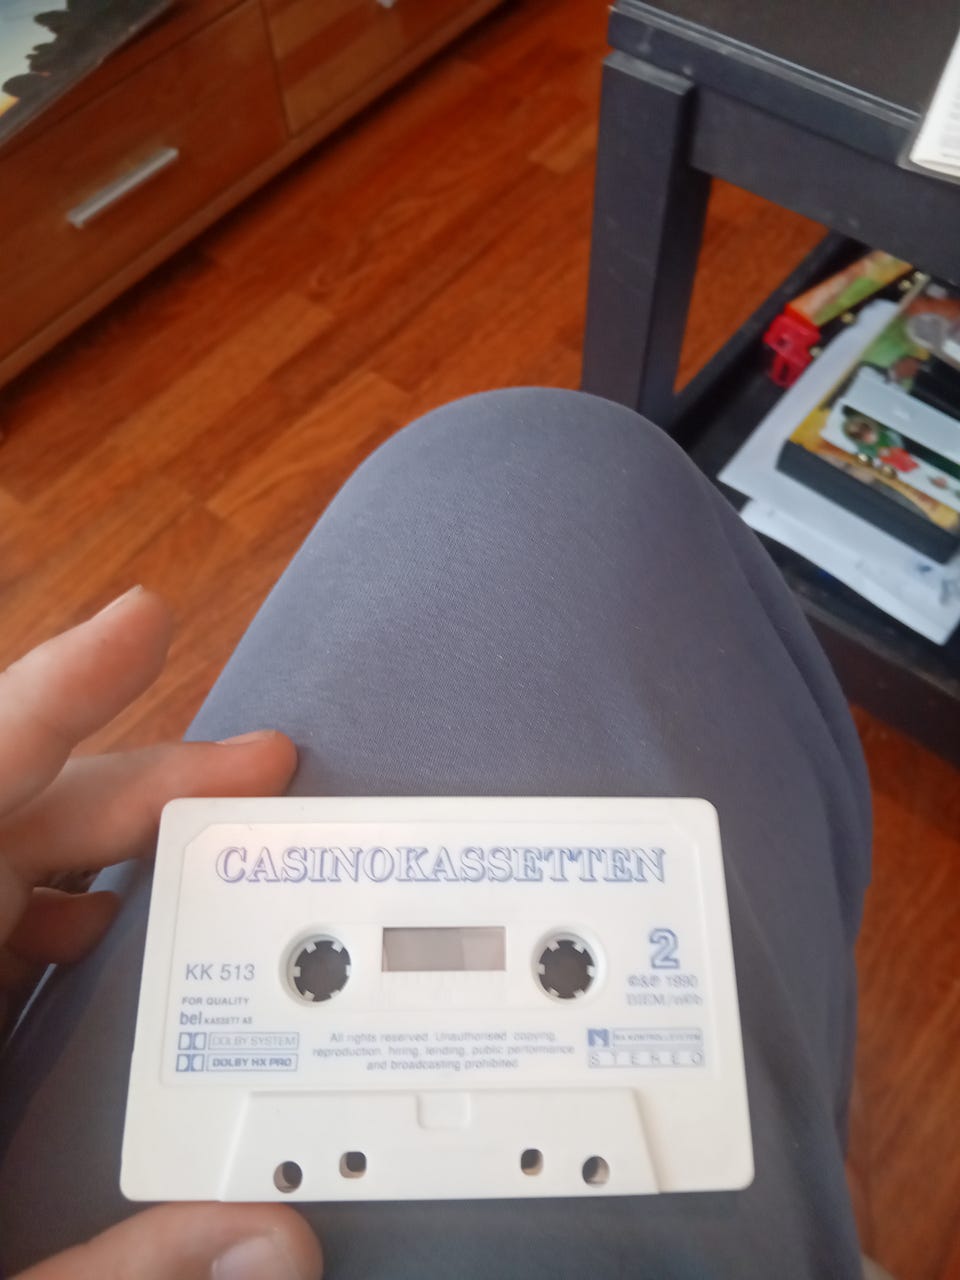 CASINOKASSETTEN
2
KK 513
©&℗ 1990
FOR QUALITY
bel KASSETT AS
DOLBY SYSTEM
DOLBY HX PRO
All rights reserved. Unauthorised copying,
reproduction, hiring, lending, public performance
and broadcasting prohibited.
STEREO